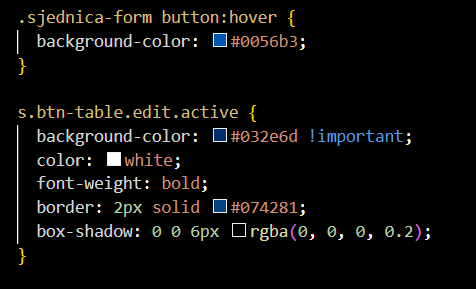 .sjednica-form button:hover {
background-color: #0056b3;
}
s.btn-table.edit.active {
background-color: #032e6d !important;
color: white;
font-weight: bold;
border: 2px solid #074281;
box-shadow: 0 0 6px rgba(0, 0, 0, 0.2);
}